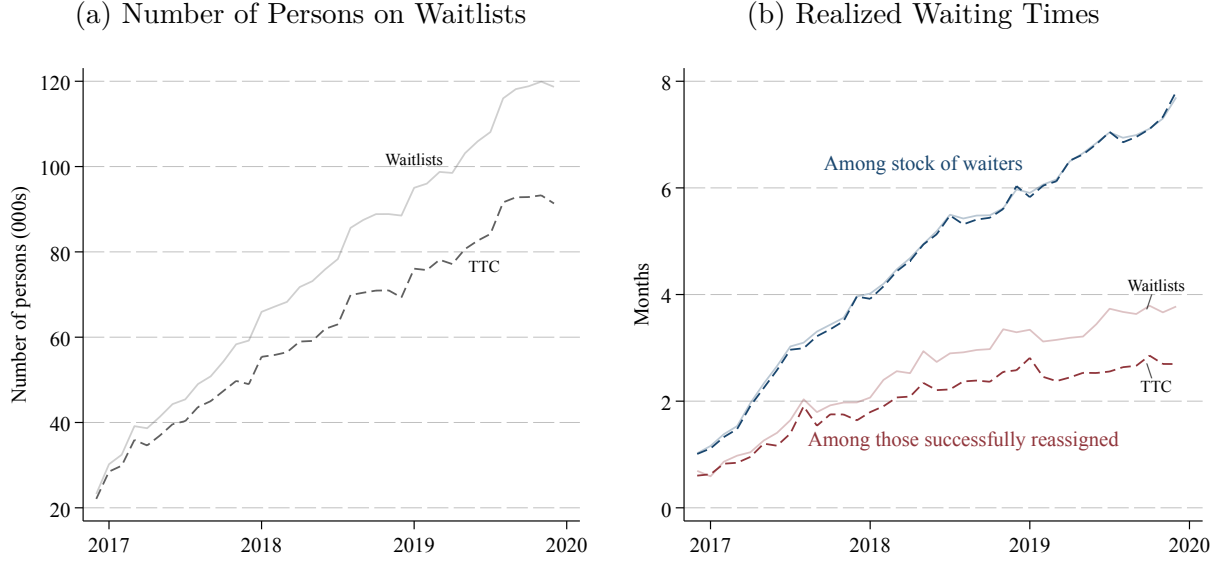 (a) Number of Persons on Waitlists
Number of persons (000s)
120
100
80
60
40
20
Waitlists
TTC
2017
2018
2019
2020
(b) Realized Waiting Times
Months
8
6
4
2
0
Among stock of waiters
Waitlists
TTC
Among those successfully reassigned
2017
2018
2019
2020